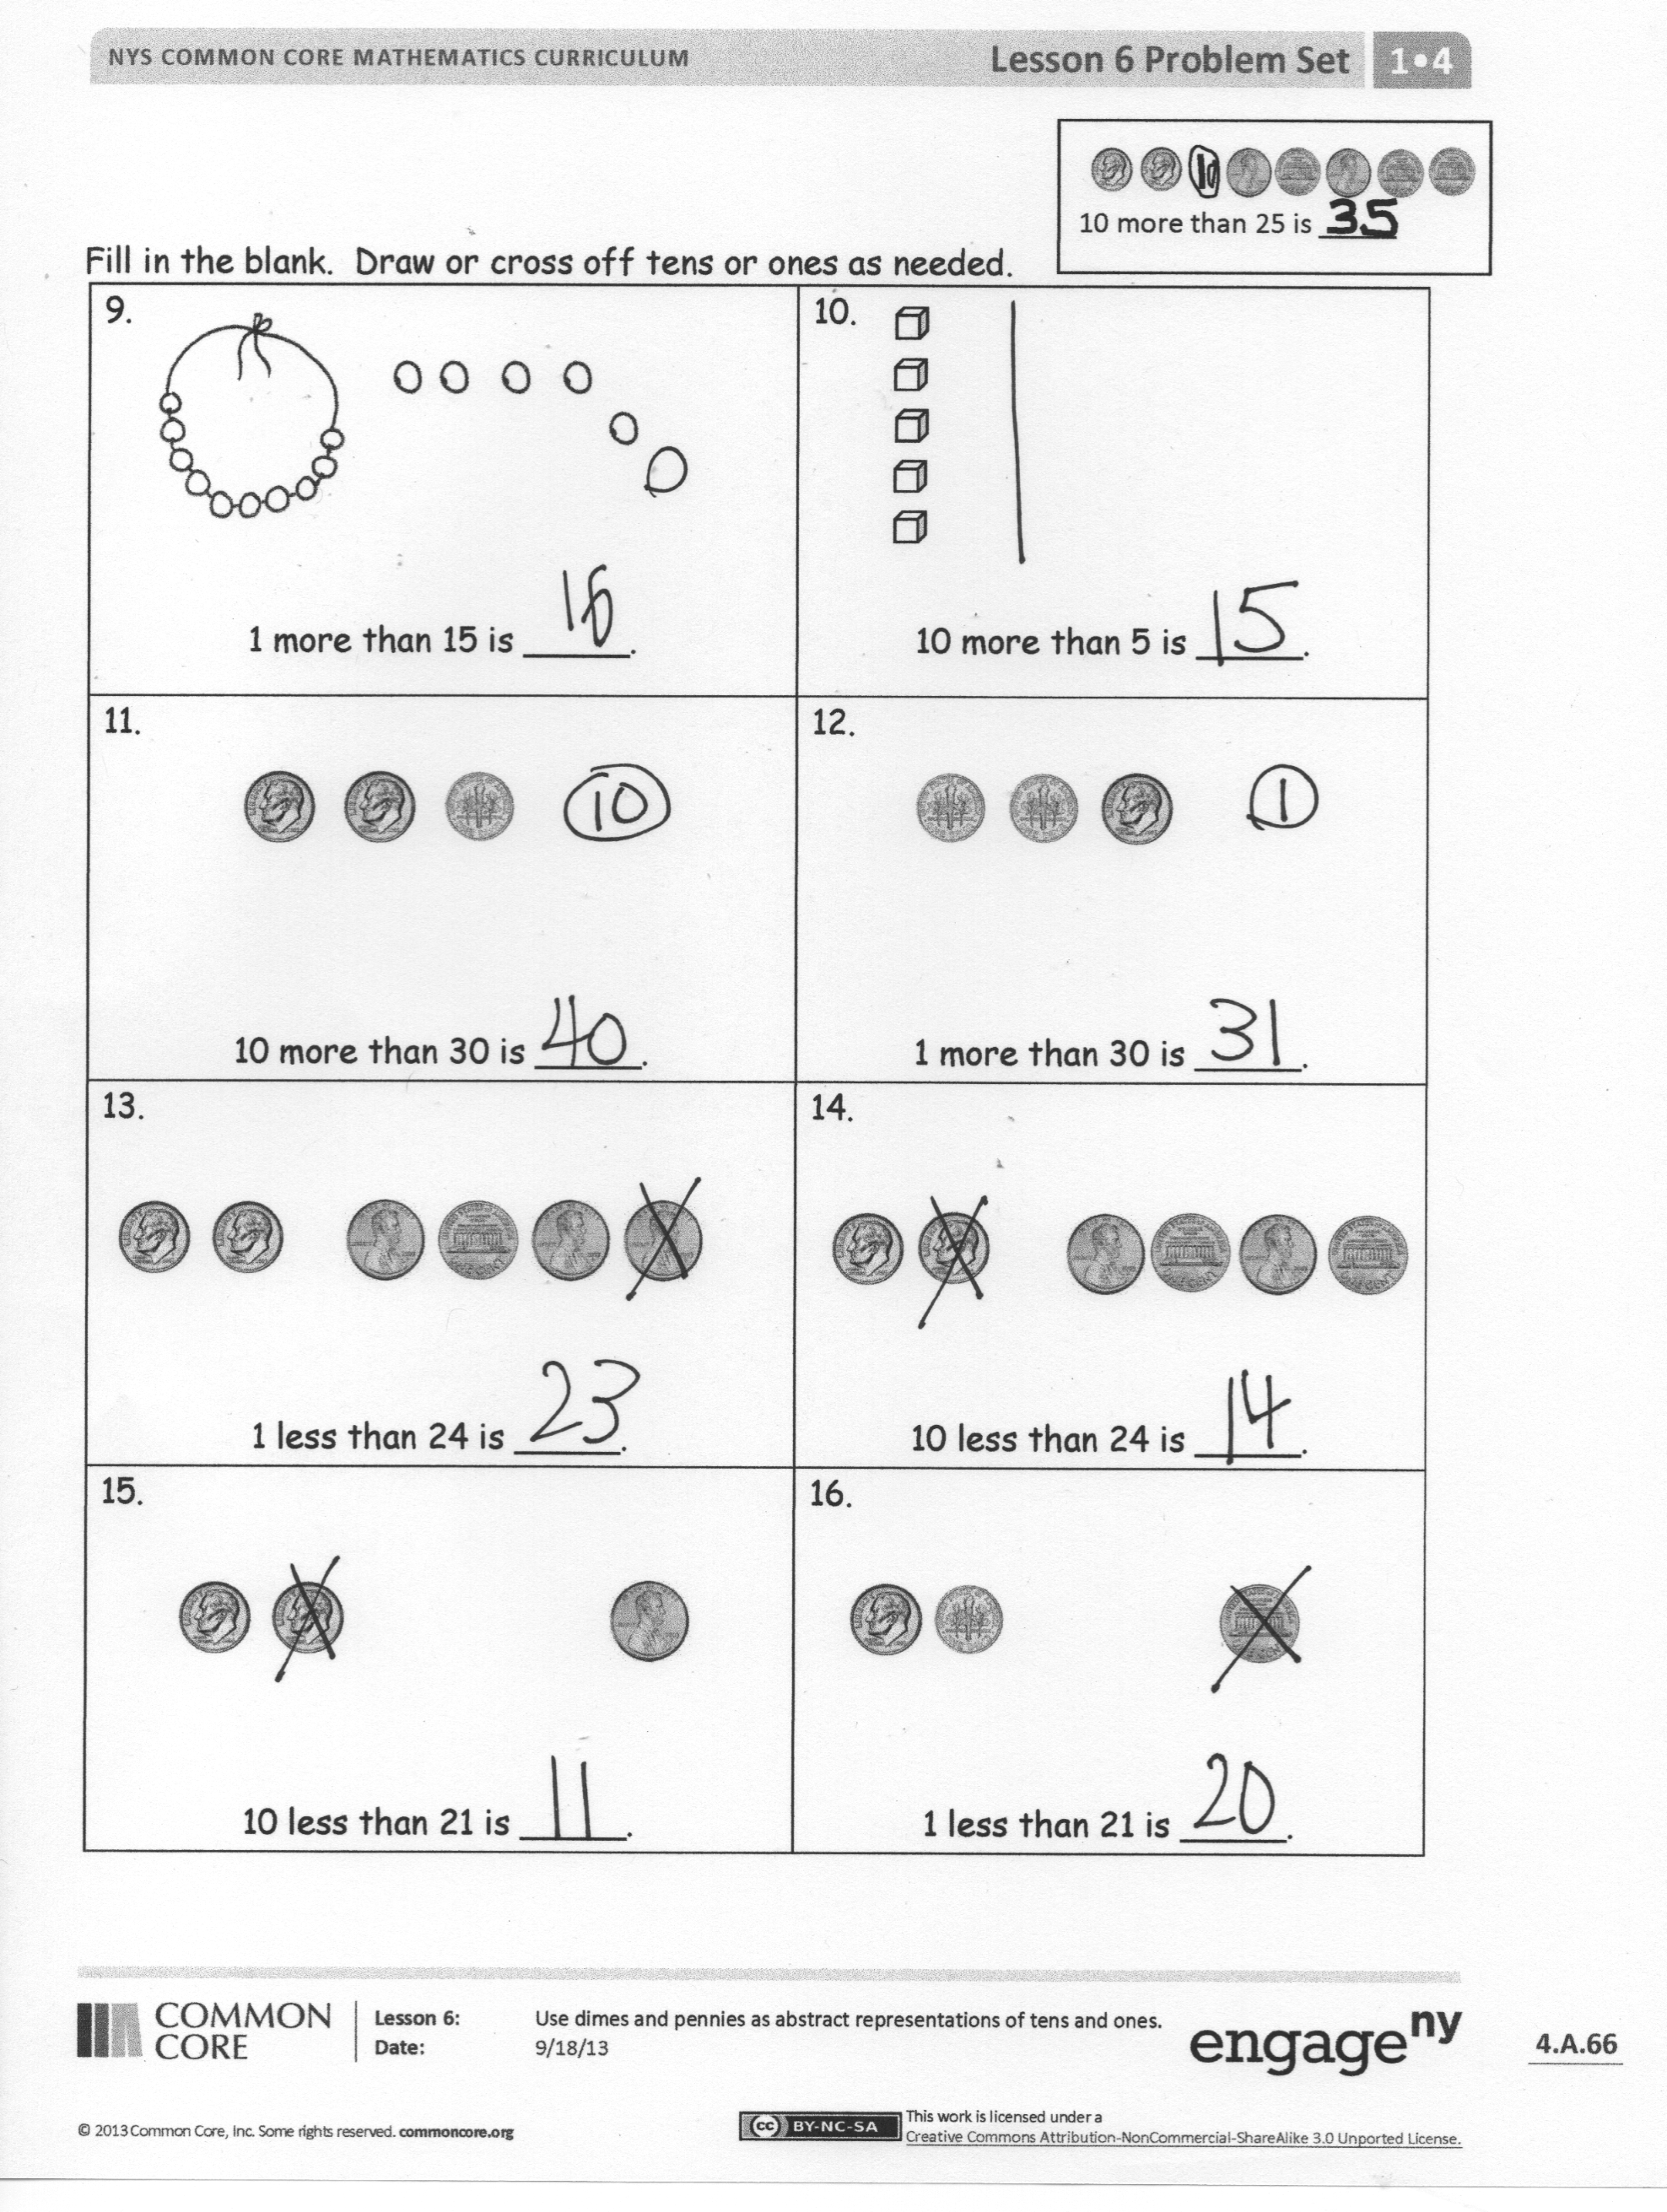 NYS COMMON CORE MATHEMATICS CURRICULUM Lesson 6 Problem Set 1•4
10
10 more than 25 is 35
Fill in the blank. Draw or cross off tens or ones as needed.
9.
1 more than 15 is 16.
10.
10 more than 5 is 15.
11.
10
10 more than 30 is 40.
12.
1
1 more than 30 is 31.
13.
1 less than 24 is 23.
14.
10 less than 24 is 14.
15.
10 less than 21 is 11.
16.
1 less than 21 is 20.
COMMON CORE
Lesson 6: Use dimes and pennies as abstract representations of tens and ones.
Date: 9/18/13
engage ny
4.A.66
© 2013 Common Core, Inc. Some rights reserved. commoncore.org
cc BY-NC-SA
This work is licensed under a
Creative Commons Attribution-NonCommercial-ShareAlike 3.0 Unported License.